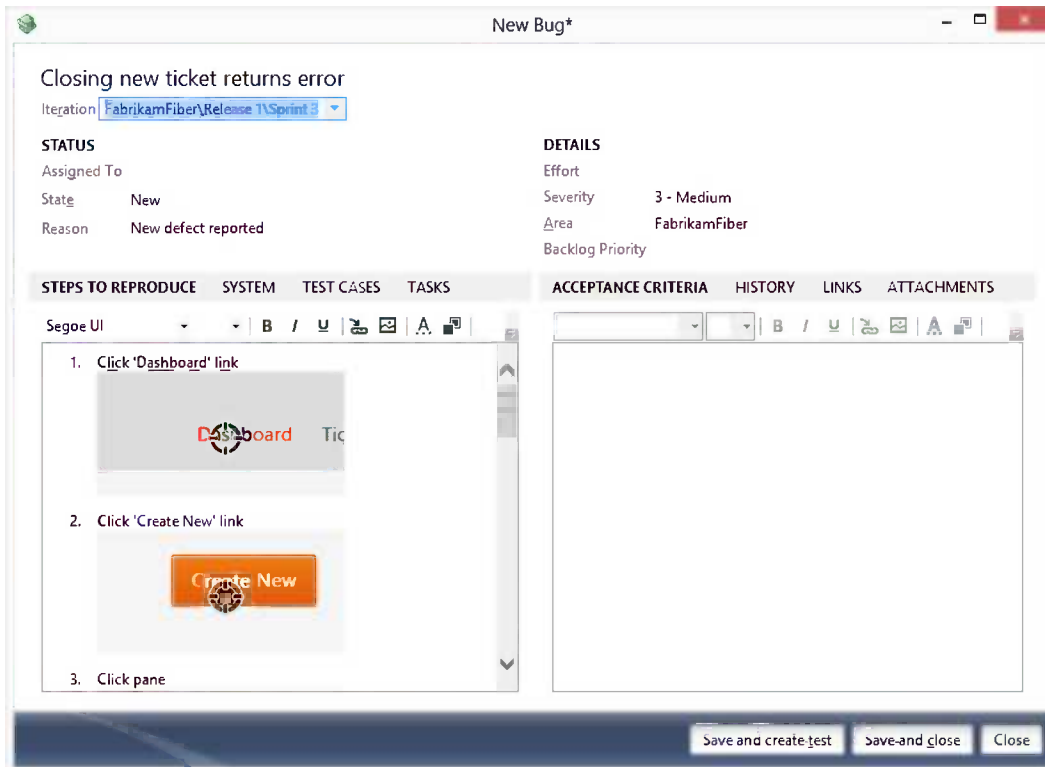 New Bug*
Closing new ticket returns error
Iteration FabrikamFiber\Release 1\Sprint 3
STATUS
Assigned To
State New
Reason New defect reported
DETAILS
Effort
Severity 3 - Medium
Area FabrikamFiber
Backlog Priority
STEPS TO REPRODUCE SYSTEM TEST CASES TASKS
Segoe UI B I U A
1. Click 'Dashboard' link
Dashboard Tic
2. Click 'Create New' link
Create New
3. Click pane
ACCEPTANCE CRITERIA HISTORY LINKS ATTACHMENTS
B I U A
Save and create test Save and close Close